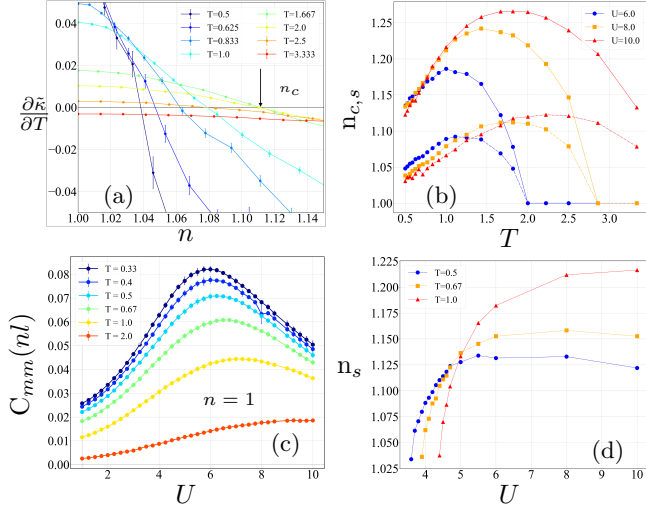 T=0.5
T=0.625
T=0.833
T=1.0
T=1.667
T=2.0
T=2.5
T=3.333
n_c
(a)
∂κ̃/∂T
0.04
0.02
0.00
−0.02
−0.04
1.00 1.02 1.04 1.06 1.08 1.10 1.12 1.14
n
U=6.0
U=8.0
U=10.0
(b)
n_{c,s}
1.25
1.20
1.15
1.10
1.05
1.00
0.5 1.0 1.5 2.0 2.5 3.0
T
T = 0.33
T = 0.4
T = 0.5
T = 0.67
T = 1.0
T = 2.0
n = 1
(c)
C_{mm}(nl)
0.08
0.07
0.06
0.05
0.04
0.03
0.02
0.01
0.00
2 4 6 8 10
U
T=0.5
T=0.67
T=1.0
(d)
n_s
1.225
1.200
1.175
1.150
1.125
1.100
1.075
1.050
1.025
4 5 6 7 8 9 10
U